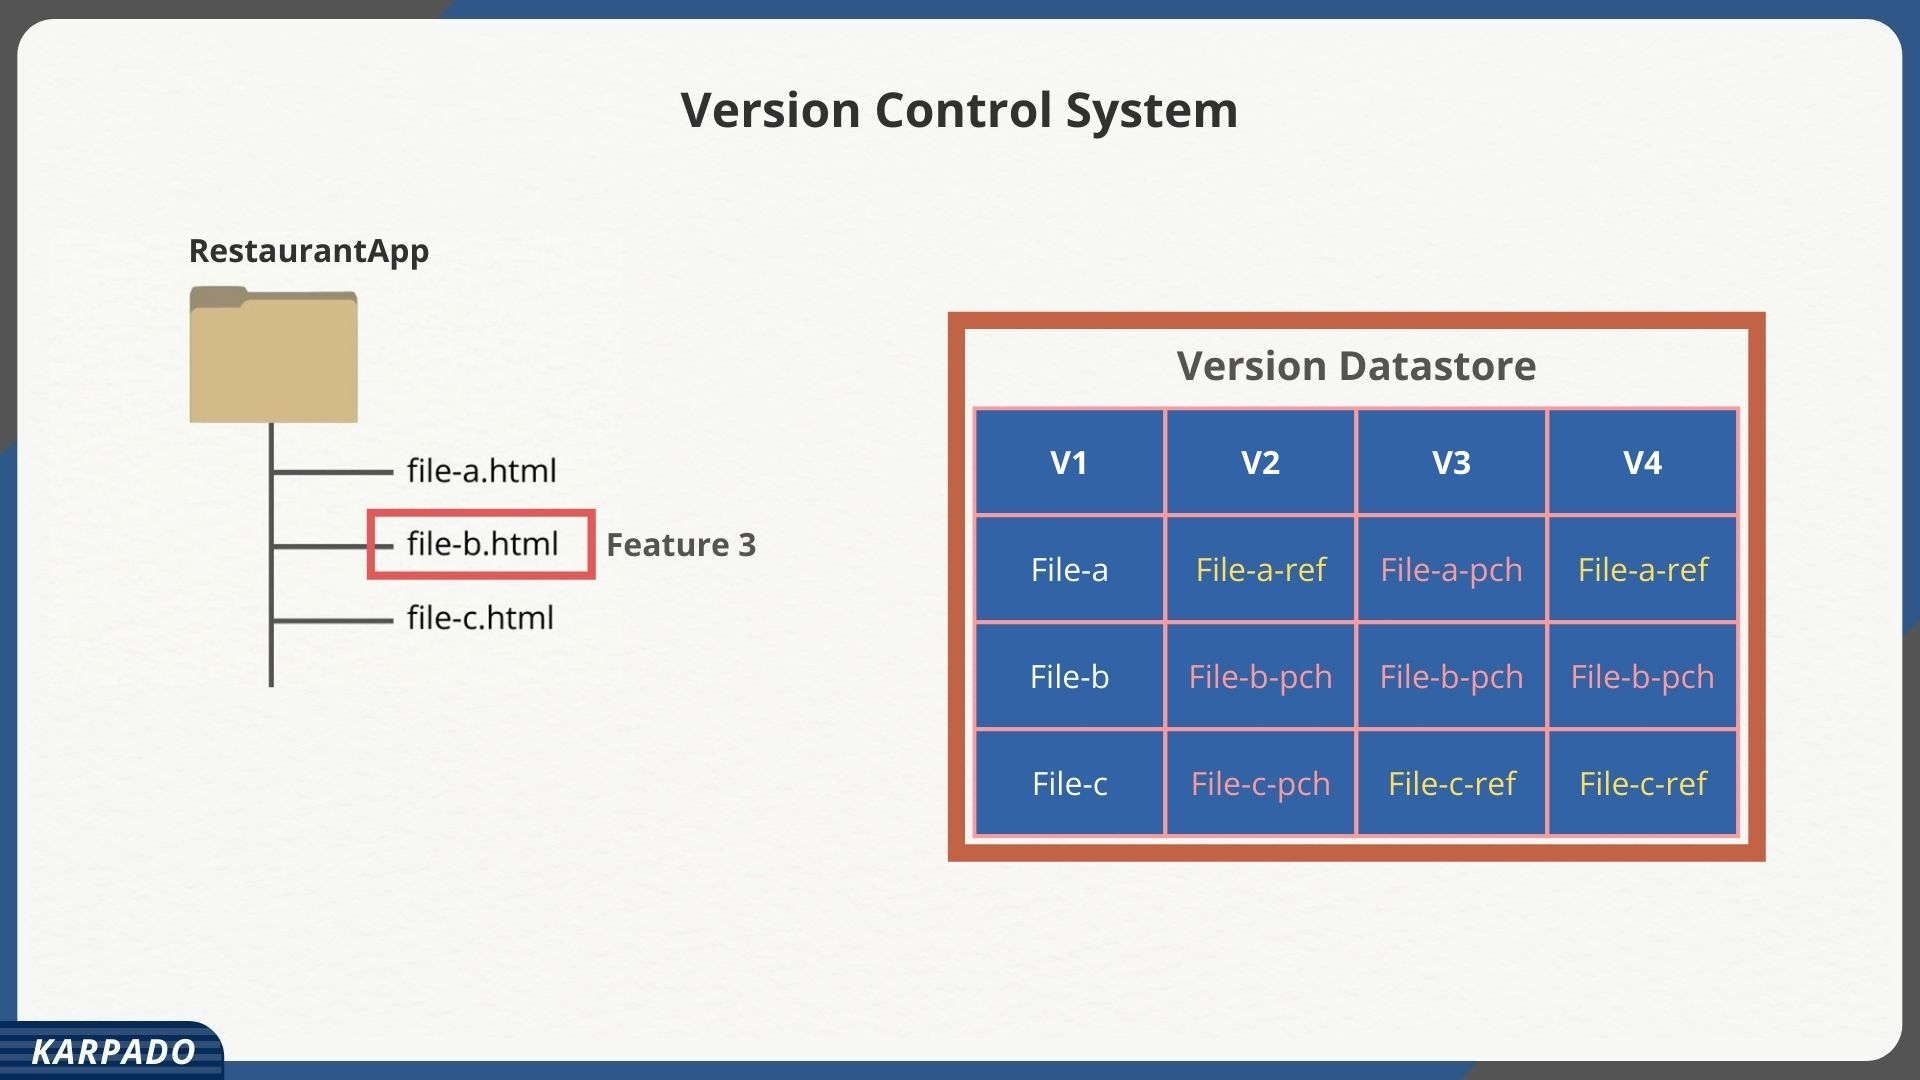 Version Control System
RestaurantApp
file-a.html
file-b.html
Feature 3
file-c.html
Version Datastore
V1 V2 V3 V4
File-a File-a-ref File-a-pch File-a-ref
File-b File-b-pch File-b-pch File-b-pch
File-c File-c-pch File-c-ref File-c-ref
KARPADO